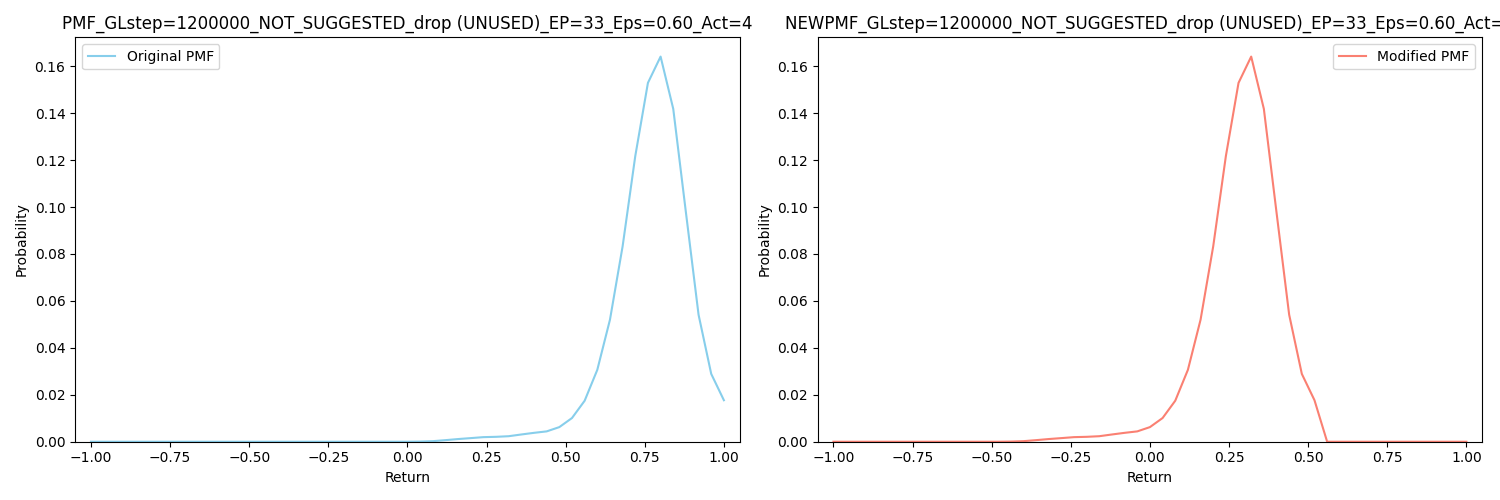 PMF_GLstep=1200000_NOT_SUGGESTED_drop (UNUSED)_EP=33_Eps=0.60_Act=4
Original PMF
0.16
0.14
0.12
0.10
0.08
0.06
0.04
0.02
0.00
Probability
−1.00 −0.75 −0.50 −0.25 0.00 0.25 0.50 0.75 1.00
Return
NEWPMF_GLstep=1200000_NOT_SUGGESTED_drop (UNUSED)_EP=33_Eps=0.60_Act=
Modified PMF
0.16
0.14
0.12
0.10
0.08
0.06
0.04
0.02
0.00
Probability
−1.00 −0.75 −0.50 −0.25 0.00 0.25 0.50 0.75 1.00
Return